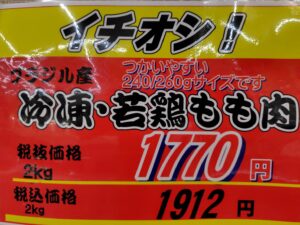 イチオシ！
ブラジル産
つかいやすい
240/260gサイズです
冷凍・若鶏もも肉
税抜価格
2kg
1770円
税込価格
2kg
1912円